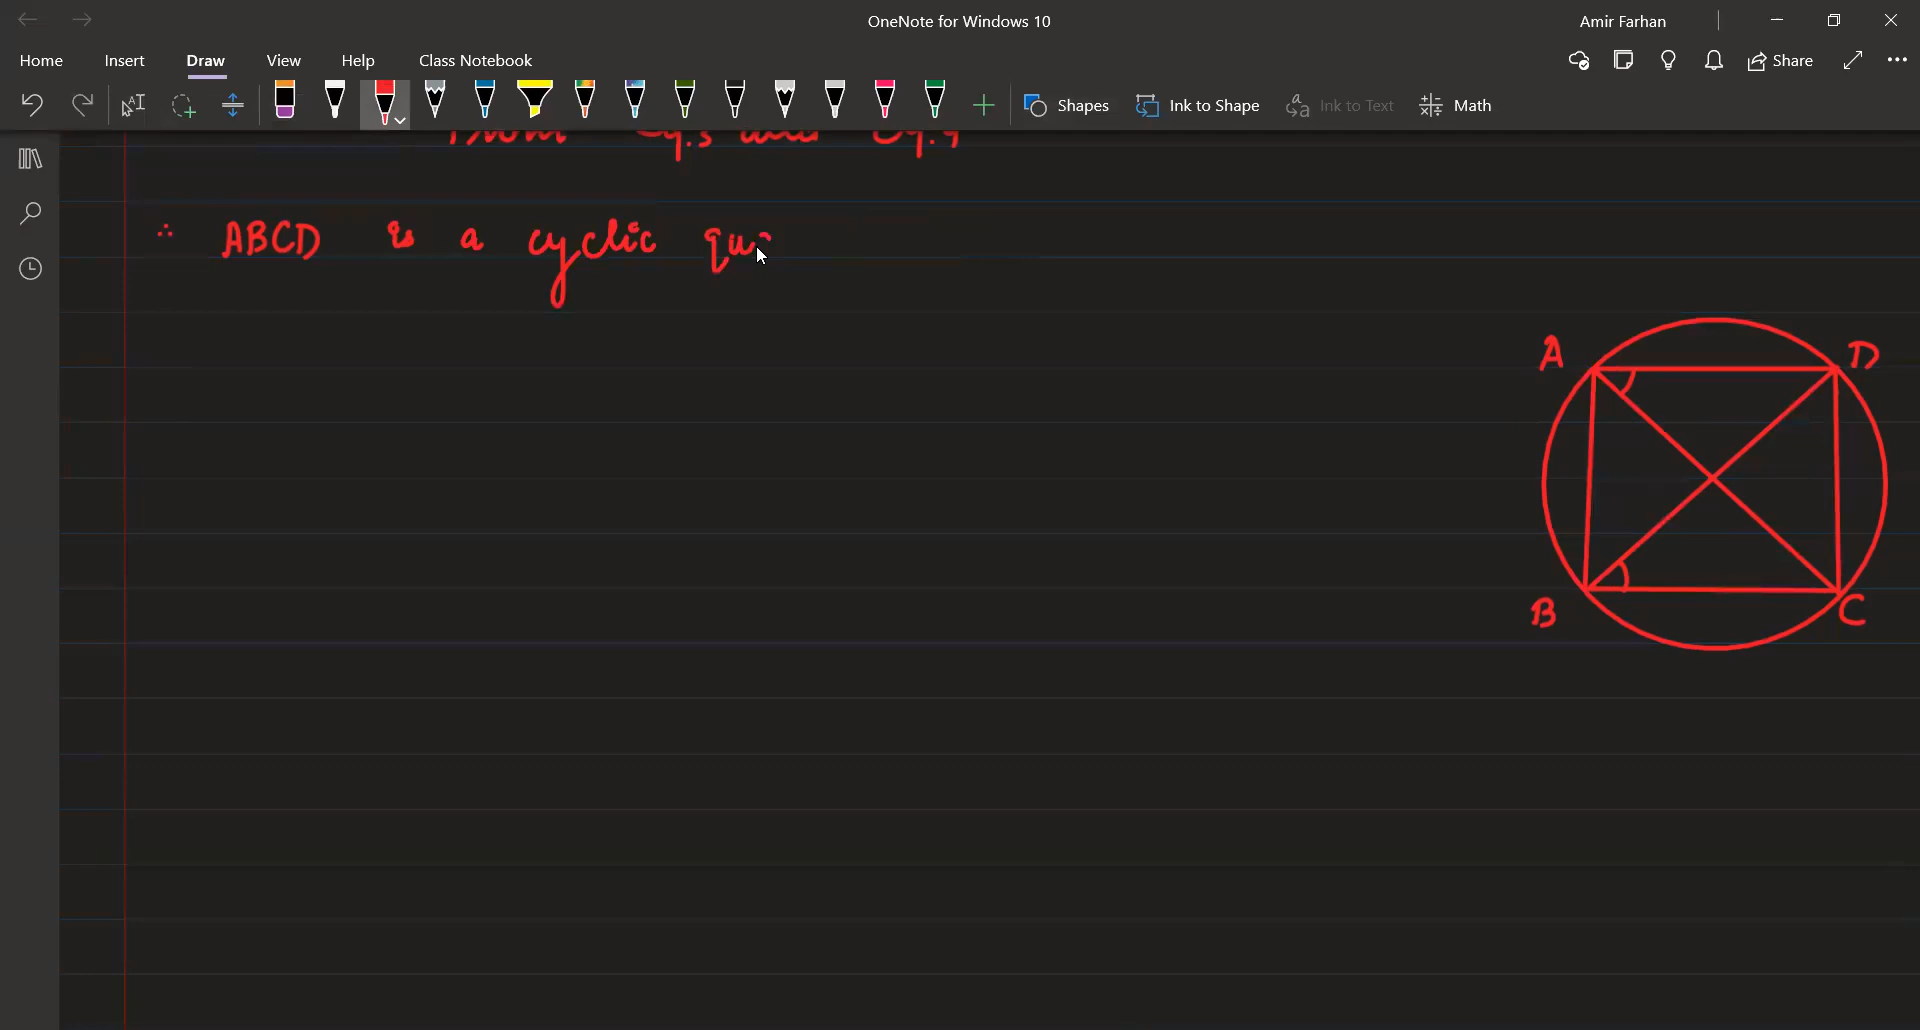 OneNote for Windows 10
Amir Farhan
Home Insert Draw View Help Class Notebook
Share
Shapes Ink to Shape Ink to Text Math
and
∴ ABCD is a cyclic
A D
B C